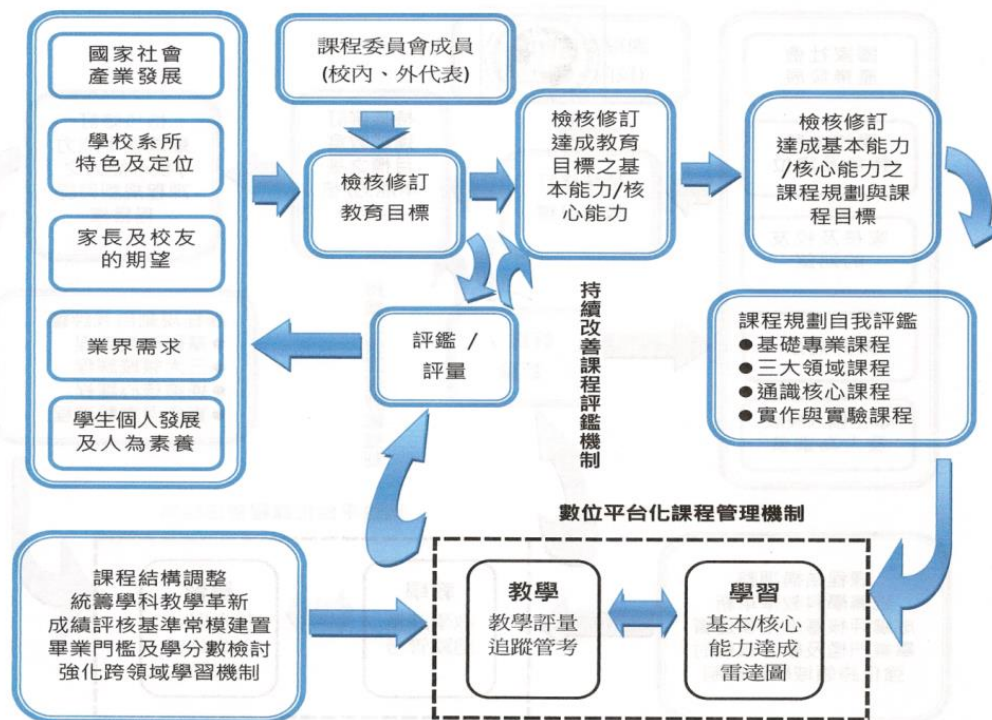 國家社會
產業發展
學校系所
特色及定位
家長及校友
的期望
業界需求
學生個人發展
及人為素養
課程委員會成員
(校內、外代表)
檢核修訂
教育目標
檢核修訂
達成教育
目標之基
本能力/核
心能力
檢核修訂
達成基本能力
/核心能力之
課程規劃與課
程目標
評鑑 /
評量
持續改善課程評鑑機制
課程規劃自我評鑑
●基礎專業課程
●三大領域課程
●通識核心課程
●實作與實驗課程
數位平台化課程管理機制
課程結構調整
統籌學科教學革新
成績評核基準常模建置
畢業門檻及學分數檢討
強化跨領域學習機制
教學
教學評量
追蹤管考
學習
基本/核心
能力達成
雷達圖